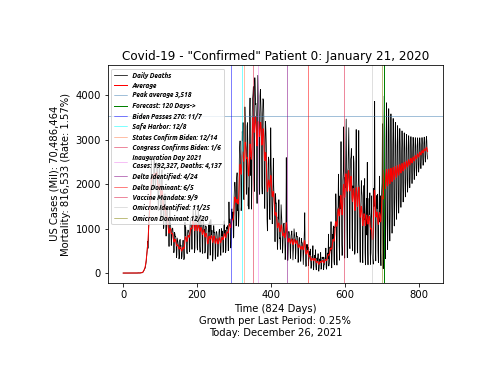 Covid-19 - "Confirmed" Patient 0: January 21, 2020
US Cases (Mil): 70,486,464
Mortality: 816,533 (Rate: 1.57%)
4000
3000
2000
1000
0
Daily Deaths
Average
Peak average 3,518
Forecast: 120 Days->
Biden Passes 270: 11/7
Safe Harbor: 12/8
States Confirm Biden: 12/14
Congress Confirms Biden: 1/6
Inauguration Day 2021
Cases: 192,327, Deaths: 4,137
Delta Identified: 4/24
Delta Dominant: 6/5
Vaccine Mandate: 9/9
Omicron Identified: 11/25
Omicron Dominant: 12/20
0 200 400 600 800
Time (824 Days)
Growth per Last Period: 0.25%
Today: December 26, 2021